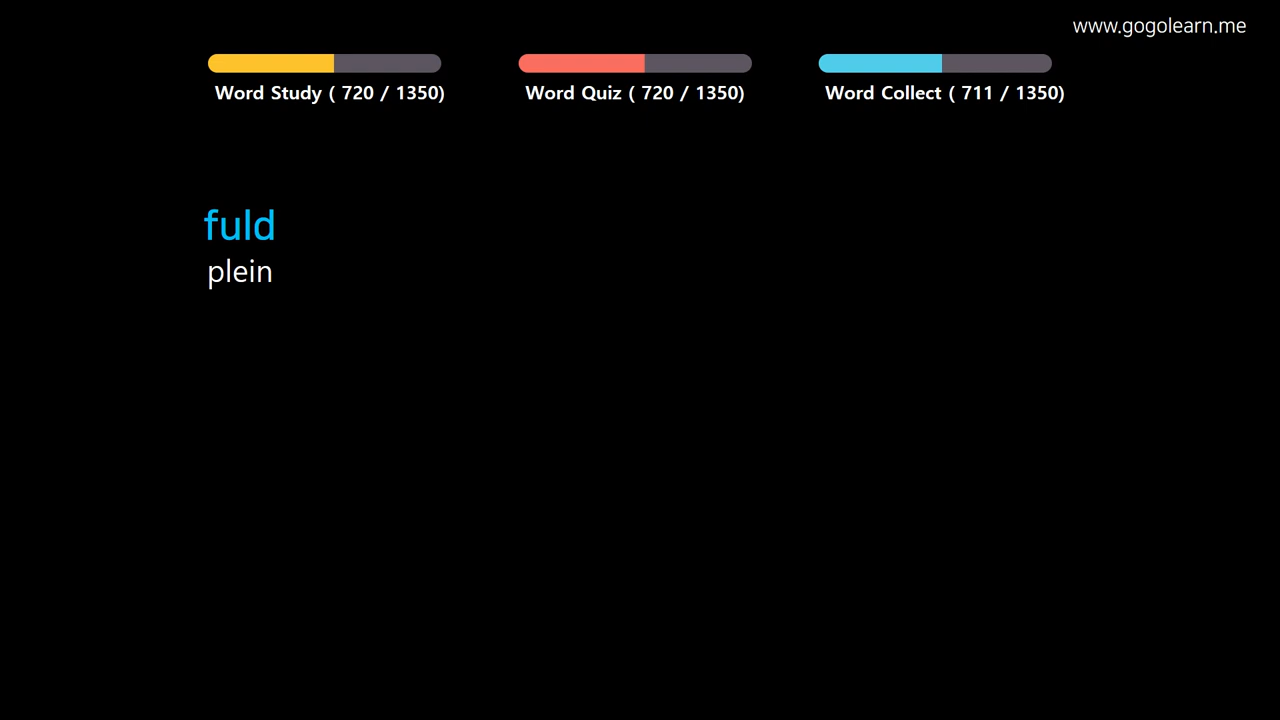 www.gogolearn.me
Word Study ( 720 / 1350)
Word Quiz ( 720 / 1350)
Word Collect ( 711 / 1350)
fuld
plein